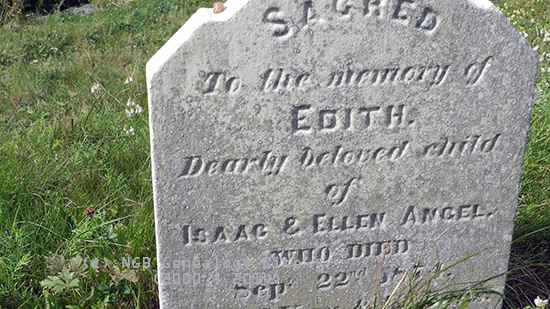 SACRED
To the memory of
EDITH.
Dearly beloved child
of
ISAAC & ELLEN ANGEL.
WHO DIED
Sep. 22nd